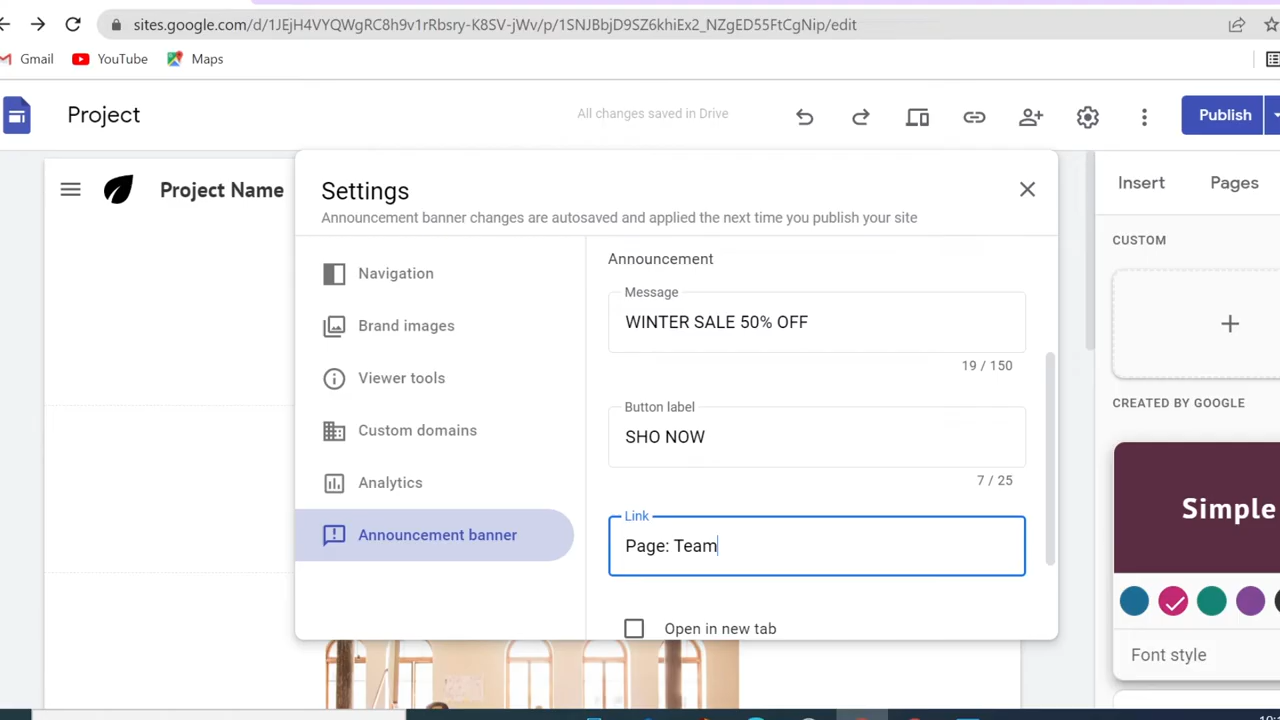 sites.google.com/d/1JEjH4VYQWgRC8h9v1rRbsry-K8SV-jWv/p/1SNJBbjD9SZ6khiEx2_NZgED55FtCgNip/edit
Gmail YouTube Maps
Project All changes saved in Drive Publish
Project Name
Settings
Announcement banner changes are autosaved and applied the next time you publish your site
Navigation
Brand images
Viewer tools
Custom domains
Analytics
Announcement banner
Announcement
Message
WINTER SALE 50% OFF
19 / 150
Button label
SHO NOW
7 / 25
Link
Page: Team
Open in new tab
Insert Pages
CUSTOM
CREATED BY GOOGLE
Simple
Font style